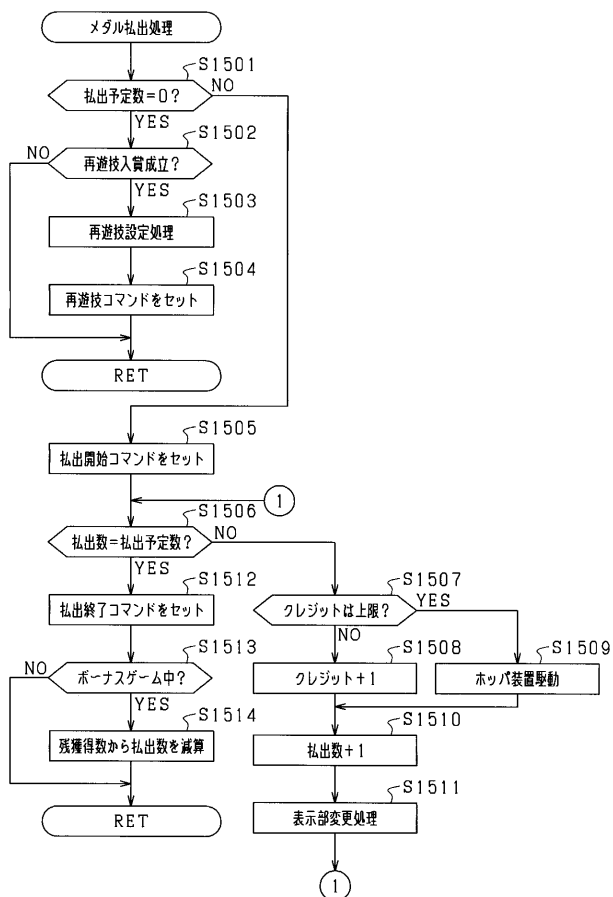 メダル払出処理
S1501
払出予定数=0?
NO
YES
S1502
NO
再遊技入賞成立?
YES
S1503
再遊技設定処理
S1504
再遊技コマンドをセット
RET
S1505
払出開始コマンドをセット
1
S1506
払出数=払出予定数?
NO
YES
S1507
クレジットは上限?
YES
NO
S1508
クレジット+1
S1509
ホッパ装置駆動
S1510
払出数+1
S1511
表示部変更処理
1
S1512
払出終了コマンドをセット
S1513
NO
ボーナスゲーム中?
YES
S1514
残獲得数から払出数を減算
RET